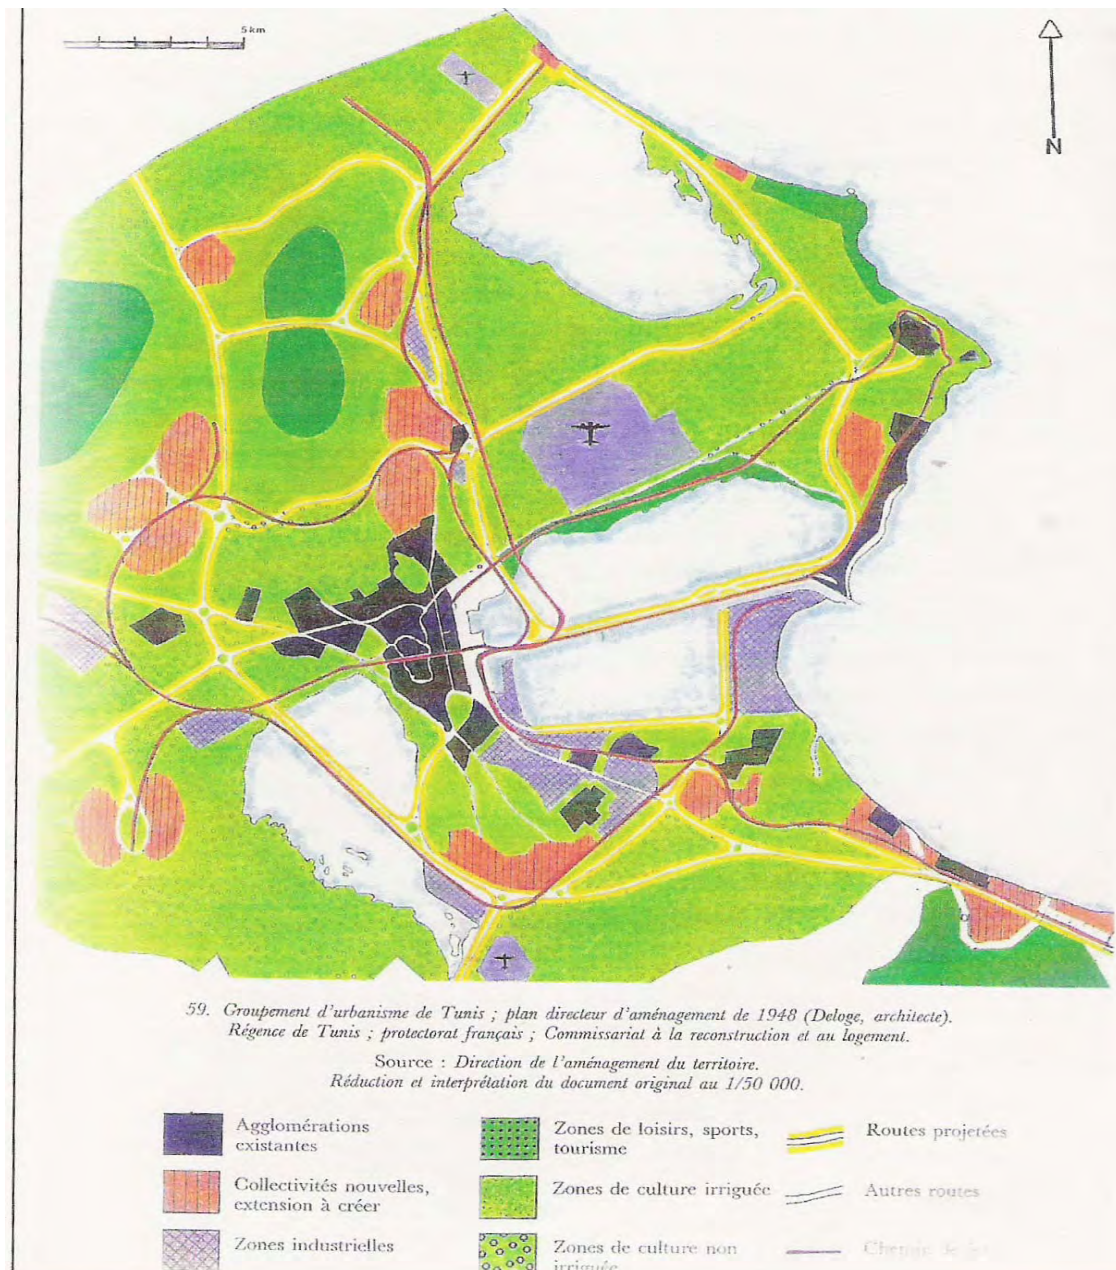 5 km
N
59. Groupement d'urbanisme de Tunis ; plan directeur d'aménagement de 1948 (Deloge, architecte).
Régence de Tunis ; protectorat français ; Commissariat à la reconstruction et au logement.
Source : Direction de l'aménagement du territoire.
Réduction et interprétation du document original au 1/50 000.
Agglomérations
existantes
Collectivités nouvelles,
extension à créer
Zones industrielles
Zones de loisirs, sports,
tourisme
Zones de culture irriguée
Zones de culture non
irriguée
Routes projetées
Autres routes
Chemin de